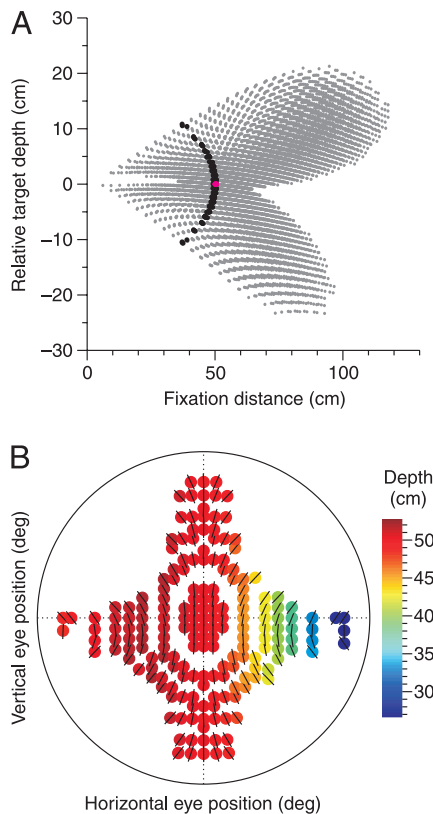 A
Relative target depth (cm)
30
20
10
0
−10
−20
−30
0
50
100
Fixation distance (cm)
B
Vertical eye position (deg)
Horizontal eye position (deg)
Depth
(cm)
50
45
40
35
30